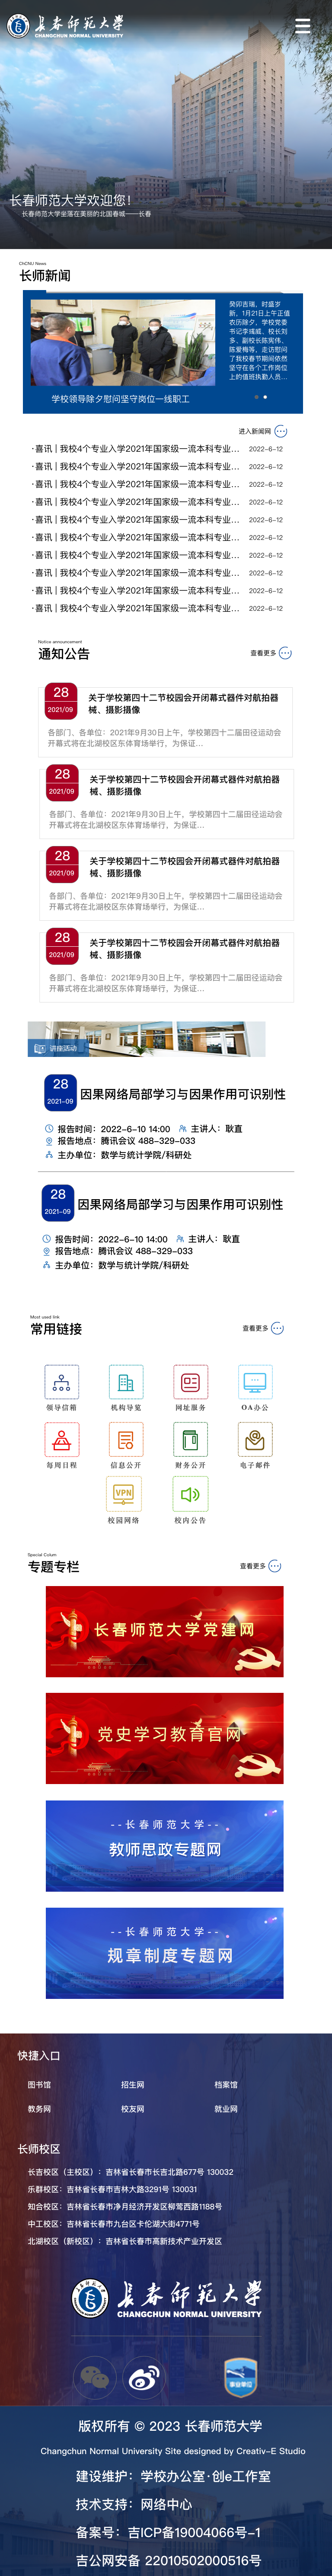 長春師範大學
CHANGCHUN NORMAL UNIVERSITY
长春师范大学欢迎您！
长春师范大学坐落在美丽的北国春城——长春
ChCNU News
长师新闻
癸卯吉瑞，时盛岁
新，1月21日上午正值
农历除夕，学校党委
书记李绪威、校长刘
多、副校长陈宪伟、
陈爱梅等，走访慰问
了我校春节期间依然
坚守在各个工作岗位
上的值班执勤人员...
学校领导除夕慰问坚守岗位一线职工
进入新闻网
·喜讯 | 我校4个专业入学2021年国家级一流本科专业... 2022-6-12
·喜讯 | 我校4个专业入学2021年国家级一流本科专业... 2022-6-12
·喜讯 | 我校4个专业入学2021年国家级一流本科专业... 2022-6-12
·喜讯 | 我校4个专业入学2021年国家级一流本科专业... 2022-6-12
·喜讯 | 我校4个专业入学2021年国家级一流本科专业... 2022-6-12
·喜讯 | 我校4个专业入学2021年国家级一流本科专业... 2022-6-12
·喜讯 | 我校4个专业入学2021年国家级一流本科专业... 2022-6-12
·喜讯 | 我校4个专业入学2021年国家级一流本科专业... 2022-6-12
·喜讯 | 我校4个专业入学2021年国家级一流本科专业... 2022-6-12
·喜讯 | 我校4个专业入学2021年国家级一流本科专业... 2022-6-12
Notice announcement
通知公告
查看更多
28
2021/09
关于学校第四十二节校园会开闭幕式器件对航拍器
械、摄影摄像
各部门、各单位：2021年9月30日上午，学校第十二届田径运动会
开幕式将在北湖校区东体育场举行，为保证...
28
2021/09
关于学校第四十二节校园会开闭幕式器件对航拍器
械、摄影摄像
各部门、各单位：2021年9月30日上午，学校第十二届田径运动会
开幕式将在北湖校区东体育场举行，为保证...
28
2021/09
关于学校第四十二节校园会开闭幕式器件对航拍器
械、摄影摄像
各部门、各单位：2021年9月30日上午，学校第十二届田径运动会
开幕式将在北湖校区东体育场举行，为保证...
28
2021/09
关于学校第四十二节校园会开闭幕式器件对航拍器
械、摄影摄像
各部门、各单位：2021年9月30日上午，学校第十二届田径运动会
开幕式将在北湖校区东体育场举行，为保证...
讲座活动
28
2021-09
因果网络局部学习与因果作用可识别性
报告时间：2022-6-10 14:00 主讲人：耿直
报告地点：腾讯会议 488-329-033
主办单位：数学与统计学院/科研处
28
2021-09
因果网络局部学习与因果作用可识别性
报告时间：2022-6-10 14:00 主讲人：耿直
报告地点：腾讯会议 488-329-033
主办单位：数学与统计学院/科研处
Most used link
常用链接
查看更多
领导信箱 机构导览 网址服务 OA办公
每周日程 信息公开 财务公开 电子邮件
VPN
校园网络 校内公告
Special Colum
专题专栏
查看更多
长春师范大学党建网
党史学习教育官网
--长春师范大学--
教师思政专题网
--长春师范大学--
规章制度专题网
快捷入口
图书馆 招生网 档案馆
教务网 校友网 就业网
长师校区
长吉校区（主校区）：吉林省长春市长吉北路677号 130032
乐群校区：吉林省长春市吉林大路3291号 130031
知合校区：吉林省长春市净月经济开发区柳莺西路1188号
中工校区：吉林省长春市九台区卡伦湖大街4771号
北湖校区（新校区）：吉林省长春市高新技术产业开发区
長春師範大學
CHANGCHUN NORMAL UNIVERSITY
事业单位
版权所有 © 2023 长春师范大学
Changchun Normal University Site designed by Creativ-E Studio
建设维护：学校办公室·创e工作室
技术支持：网络中心
备案号：吉ICP备19004066号-1
吉公网安备 22010502000516号